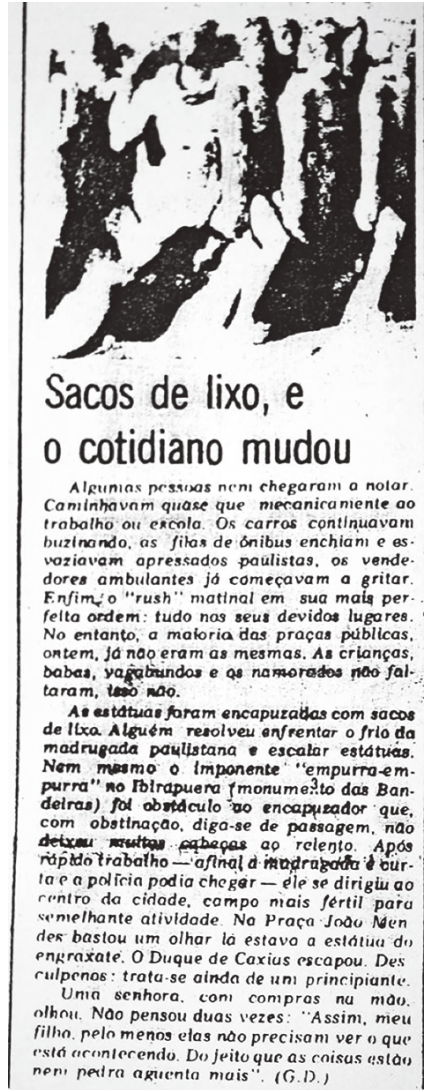 Sacos de lixo, e
o cotidiano mudou
Algumas pessoas nem chegaram a notar.
Caminhavam quase que mecanicamente ao
trabalho ou escola. Os carros continuavam
buzinando, as filas de ônibus enchiam e es-
vaziavam apressados paulistas, os vende-
dores ambulantes já começavam a gritar.
Enfim, o "rush" matinal em sua mais per-
feita ordem: tudo nos seus devidos lugares.
No entanto, a maioria das praças públicas,
ontem, já não eram as mesmas. As crianças,
babas, vagabundos e os namorados não fal-
taram, isso não.
As estátuas foram encapuzadas com sacos
de lixo. Alguém resolveu enfrentar o frio da
madrugada paulistana e escalar estátuas.
Nem mesmo o imponente "empurra-em-
purra" no Ibirapuera (monumento das Ban-
deiras) foi obstáculo ao encapuzador que,
com obstinação, diga-se de passagem, não
deixou muitas cabeças ao relento. Após
rápido trabalho — afinal a madrugada é cur-
ta e a polícia podia chegar — ele se dirigiu ao
centro da cidade, campo mais fértil para
semelhante atividade. Na Praça João Men
des bastou um olhar lá estava a estátua do
engraxate. O Duque de Caxias escapou. Des
culpenos: trata-se ainda de um principiante.
Uma senhora, com compras na mão,
olhou. Não pensou duas vezes: "Assim, meu
filho, pelo menos elas não precisam ver o que
está acontecendo. Do jeito que as coisas estão
nem pedra aguenta mais". (G.D.)